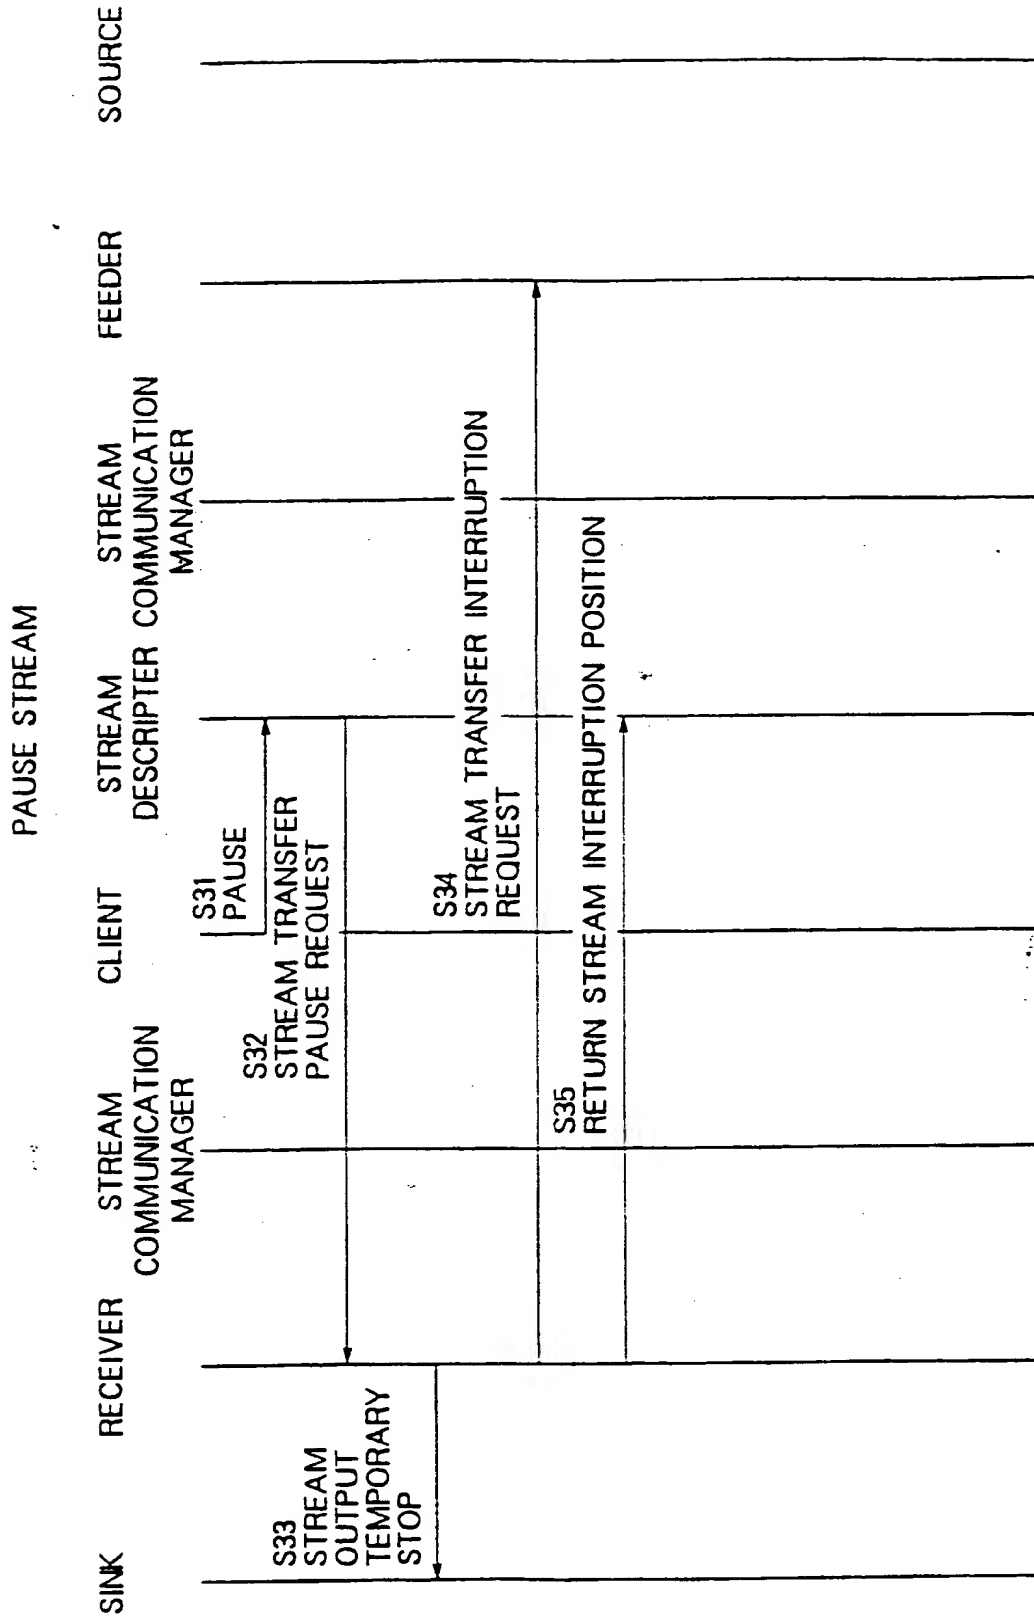 PAUSE STREAM
SINK
RECEIVER
STREAM
COMMUNICATION
MANAGER
CLIENT
STREAM
DESCRIPTER
STREAM
COMMUNICATION
MANAGER
FEEDER
SOURCE
S31
PAUSE
S32
STREAM TRANSFER
PAUSE REQUEST
S33
STREAM
OUTPUT
TEMPORARY
STOP
S34
STREAM TRANSFER INTERRUPTION
REQUEST
S35
RETURN STREAM INTERRUPTION POSITION